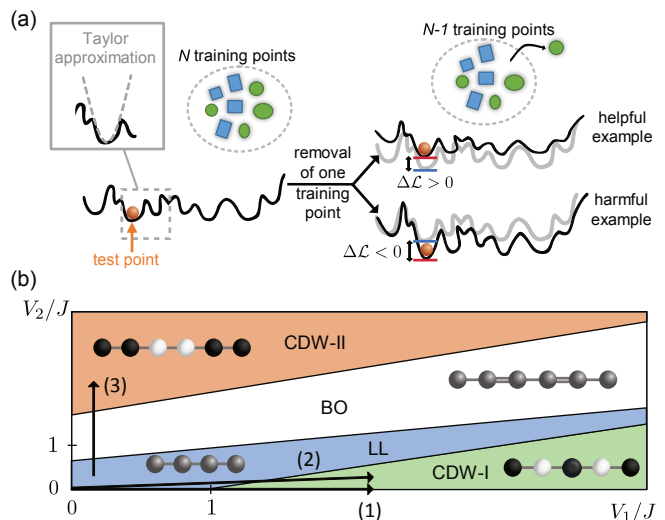 (a)
Taylor
approximation
N training points
N-1 training points
removal
of one
training
point
helpful
example
ΔL > 0
harmful
example
ΔL < 0
test point
(b)
V₂/J
CDW-II
(3)
BO
1
LL
(2)
CDW-I
0
0
1
(1)
V₁/J